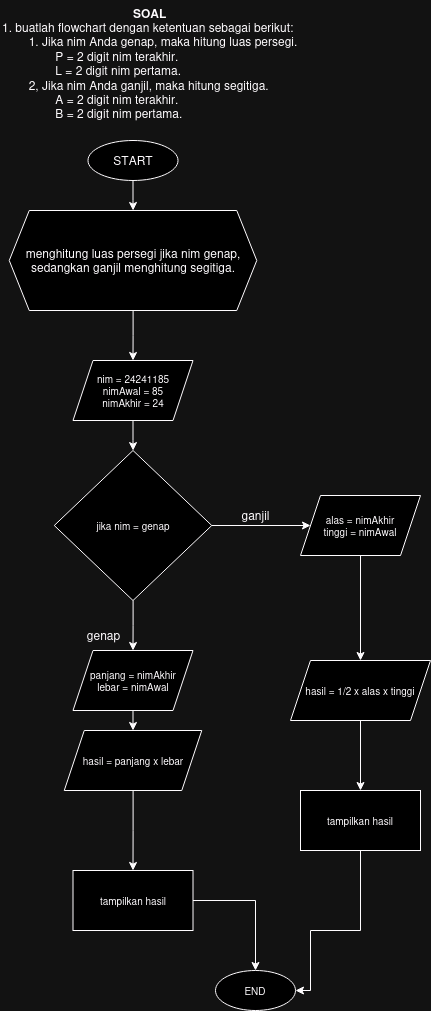 SOAL
1. buatlah flowchart dengan ketentuan sebagai berikut:
1. Jika nim Anda genap, maka hitung luas persegi.
P = 2 digit nim terakhir.
L = 2 digit nim pertama.
2, Jika nim Anda ganjil, maka hitung segitiga.
A = 2 digit nim terakhir.
B = 2 digit nim pertama.
START
menghitung luas persegi jika nim genap,
sedangkan ganjil menghitung segitiga.
nim = 24241185
nimAwal = 85
nimAkhir = 24
jika nim = genap
ganjil
alas = nimAkhir
tinggi = nimAwal
genap
panjang = nimAkhir
lebar = nimAwal
hasil = 1/2 x alas x tinggi
hasil = panjang x lebar
tampilkan hasil
tampilkan hasil
END